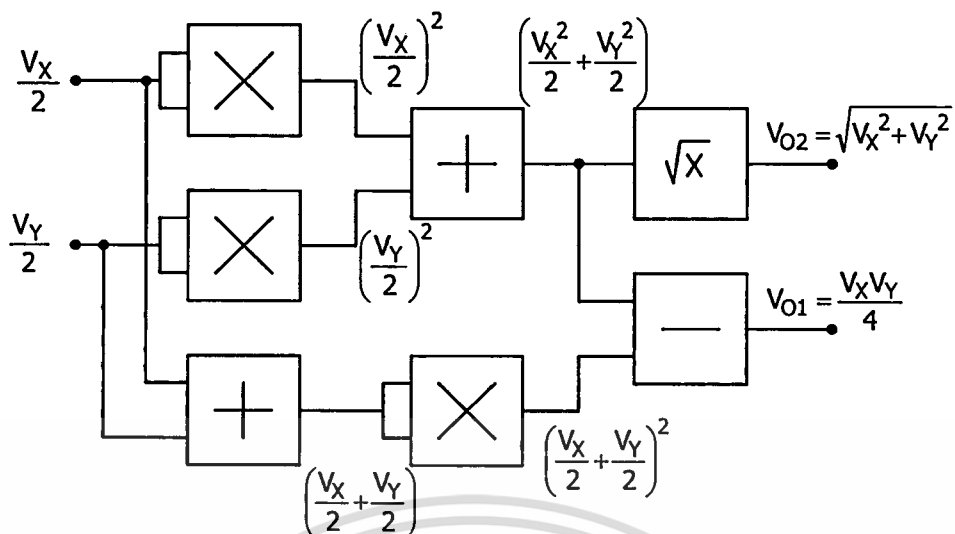 V_X/2
×
(V_X/2)^2
(V_X^2/2 + V_Y^2/2)
+
√X
V_O2 = √(V_X^2 + V_Y^2)
V_Y/2
×
(V_Y/2)^2
—
V_O1 = V_X V_Y/4
+
×
(V_X/2 + V_Y/2)
(V_X/2 + V_Y/2)^2